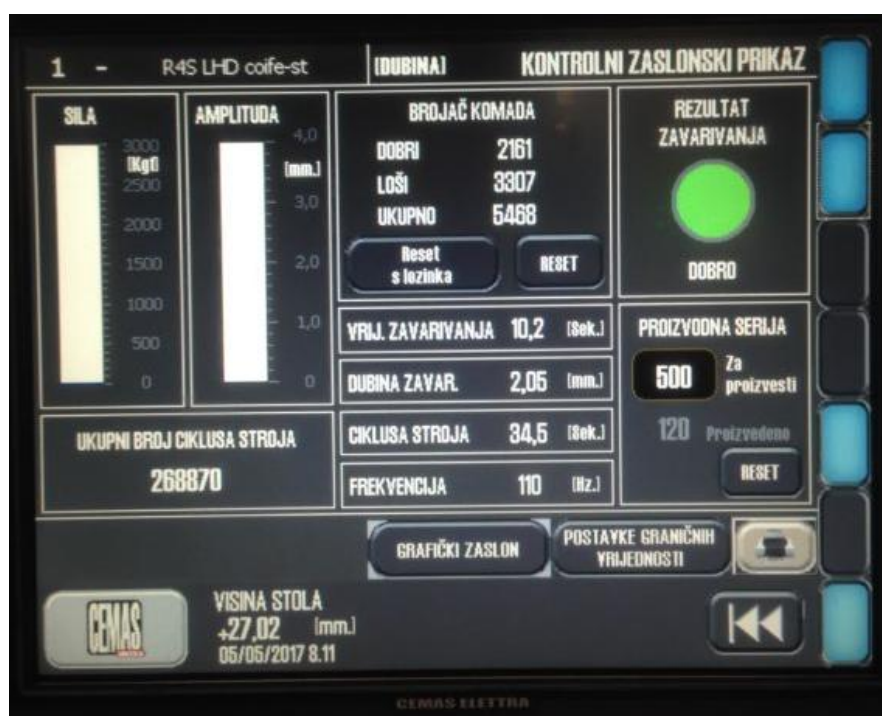 1 - R4S LHD coife-st [DUBINA] KONTROLNI ZASLONSKI PRIKAZ
SILA
3000
[Kgf]
2500
2000
1500
1000
500
0
AMPLITUDA
4,0
[mm.]
3,0
2,0
1,0
0
BROJAČ KOMADA
DOBRI 2161
LOŠI 3307
UKUPNO 5468
Reset
s lozinka
RESET
REZULTAT
ZAVARIVANJA
DOBRO
VRIJ. ZAVARIVANJA 10,2 [Sek.]
DUBINA ZAVAR. 2,05 [mm.]
CIKLUSA STROJA 34,5 [Sek.]
FREKVENCIJA 110 [Hz.]
PROIZVODNA SERIJA
500 Za
proizvesti
120 Proizvedeno
RESET
UKUPNI BROJ CIKLUSA STROJA
268870
GRAFIČKI ZASLON
POSTAVKE GRANIČNIH
VRIJEDNOSTI
CEMAS
VISINA STOLA
+27,02 [mm.]
05/05/2017 8.11
CEMAS ELETTRA